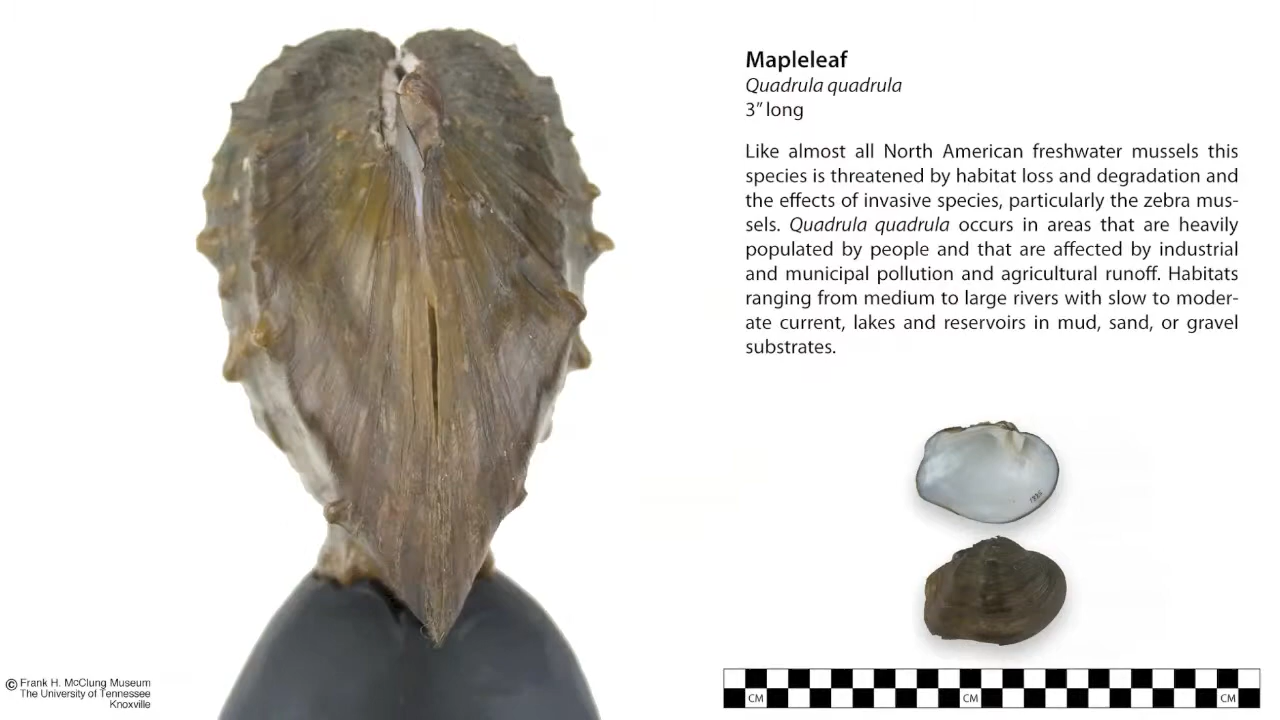 Mapleleaf
Quadrula quadrula
3” long
Like almost all North American freshwater mussels this
species is threatened by habitat loss and degradation and
the effects of invasive species, particularly the zebra mus-
sels. Quadrula quadrula occurs in areas that are heavily
populated by people and that are affected by industrial
and municipal pollution and agricultural runoff. Habitats
ranging from medium to large rivers with slow to moder-
ate current, lakes and reservoirs in mud, sand, or gravel
substrates.
CM CM CM
© Frank H. McClung Museum
The University of Tennessee
Knoxville